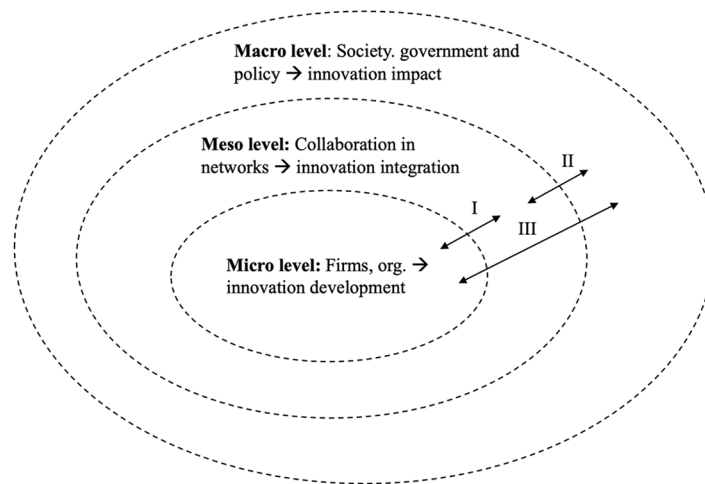 Macro level: Society. government and
policy → innovation impact
Meso level: Collaboration in
networks → innovation integration
II
I
III
Micro level: Firms, org. →
innovation development